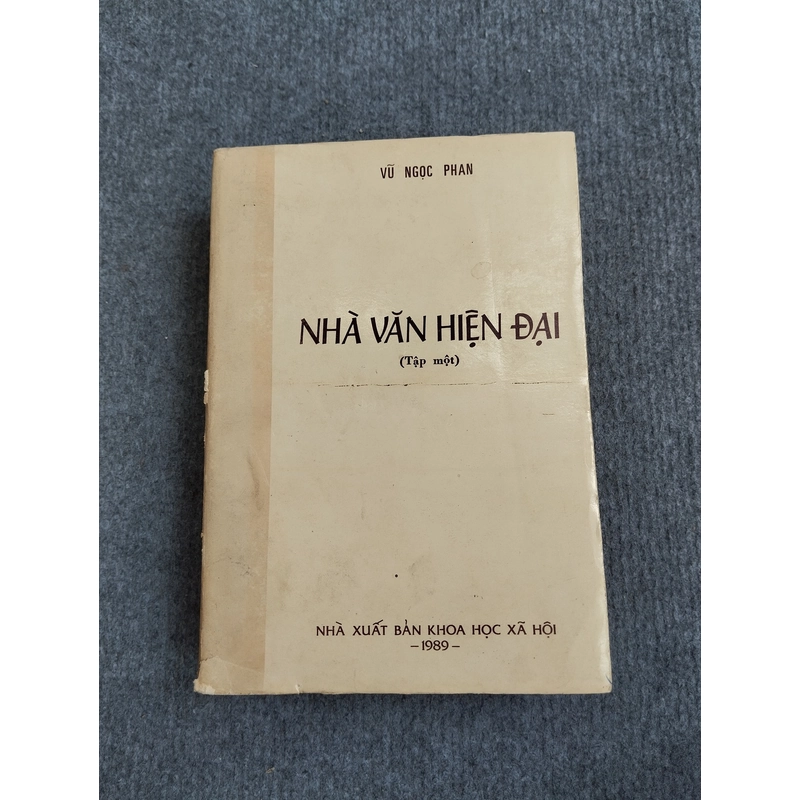 VŨ NGỌC PHAN
NHÀ VĂN HIỆN ĐẠI
(Tập một)
NHÀ XUẤT BẢN KHOA HỌC XÃ HỘI
–1989–